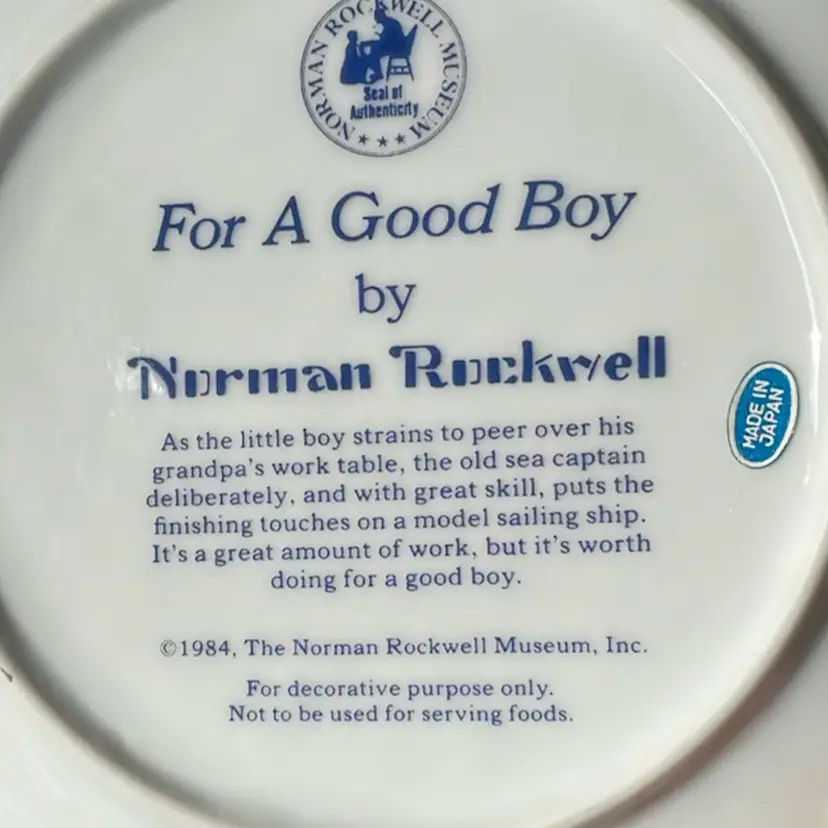 NORMAN ROCKWELL MUSEUM
Seal of
Authenticity
For A Good Boy
by
Norman Rockwell
As the little boy strains to peer over his
grandpa's work table, the old sea captain
deliberately, and with great skill, puts the
finishing touches on a model sailing ship.
It's a great amount of work, but it's worth
doing for a good boy.
©1984, The Norman Rockwell Museum, Inc.
For decorative purpose only.
Not to be used for serving foods.
MADE IN
JAPAN